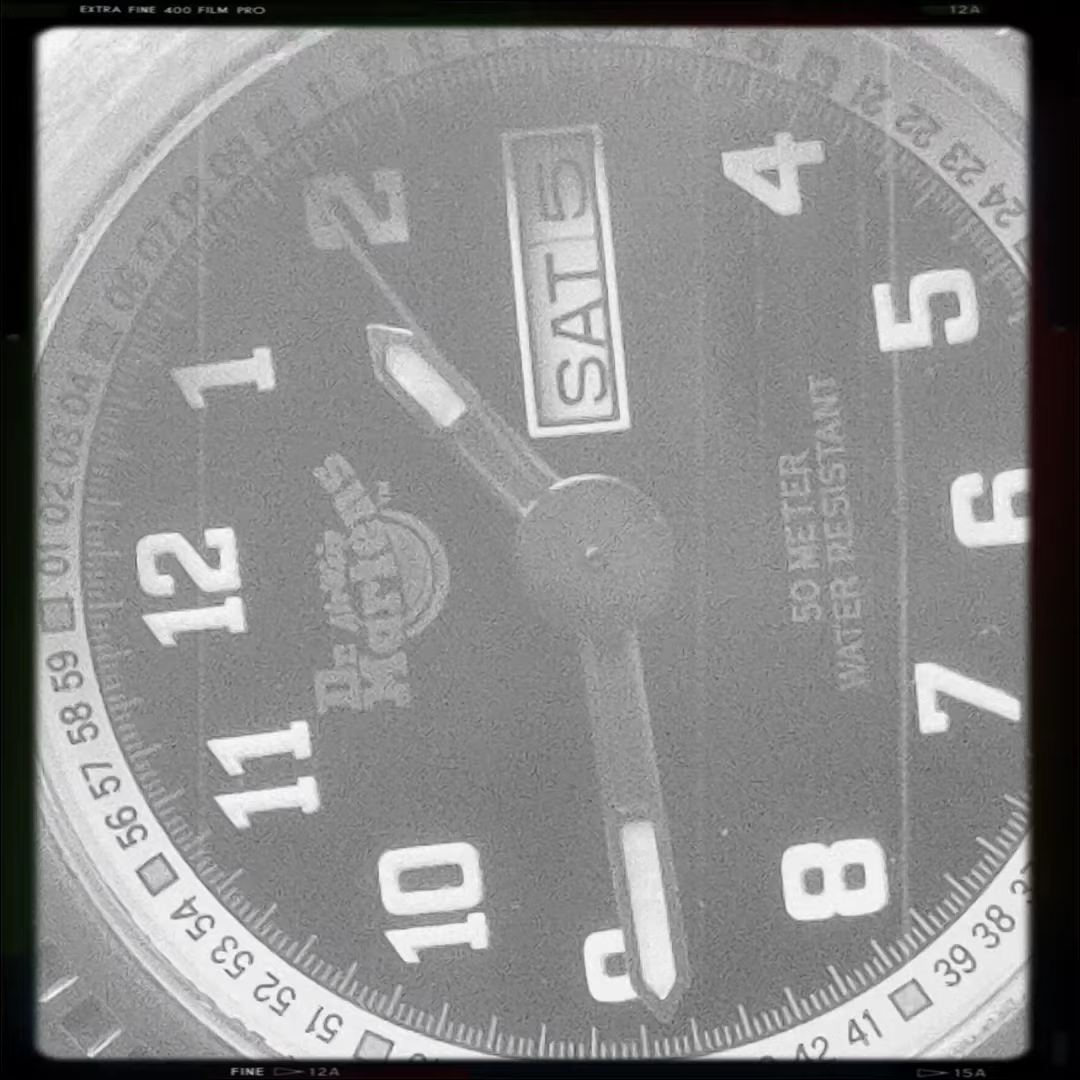 EXTRA FINE 400 FILM PRO
12A
SAT 5
1
2
4
5
6
7
8
9
10
11
12
50 METER
WATER RESISTANT
01 02 03 04
21 22 23 24
37 38 39
41 42
51 52 53 54
56 57 58 59
FINE
12A
15A